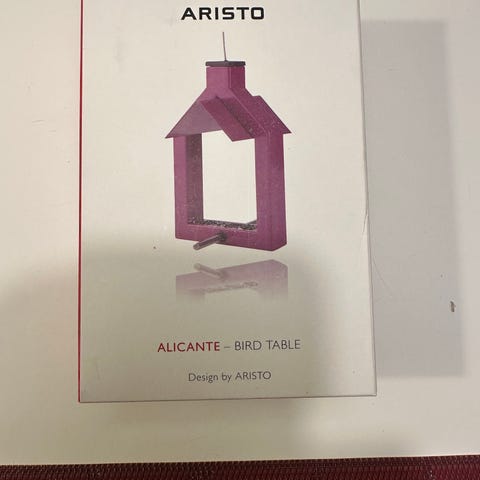 ARISTO
ALICANTE – BIRD TABLE
Design by ARISTO